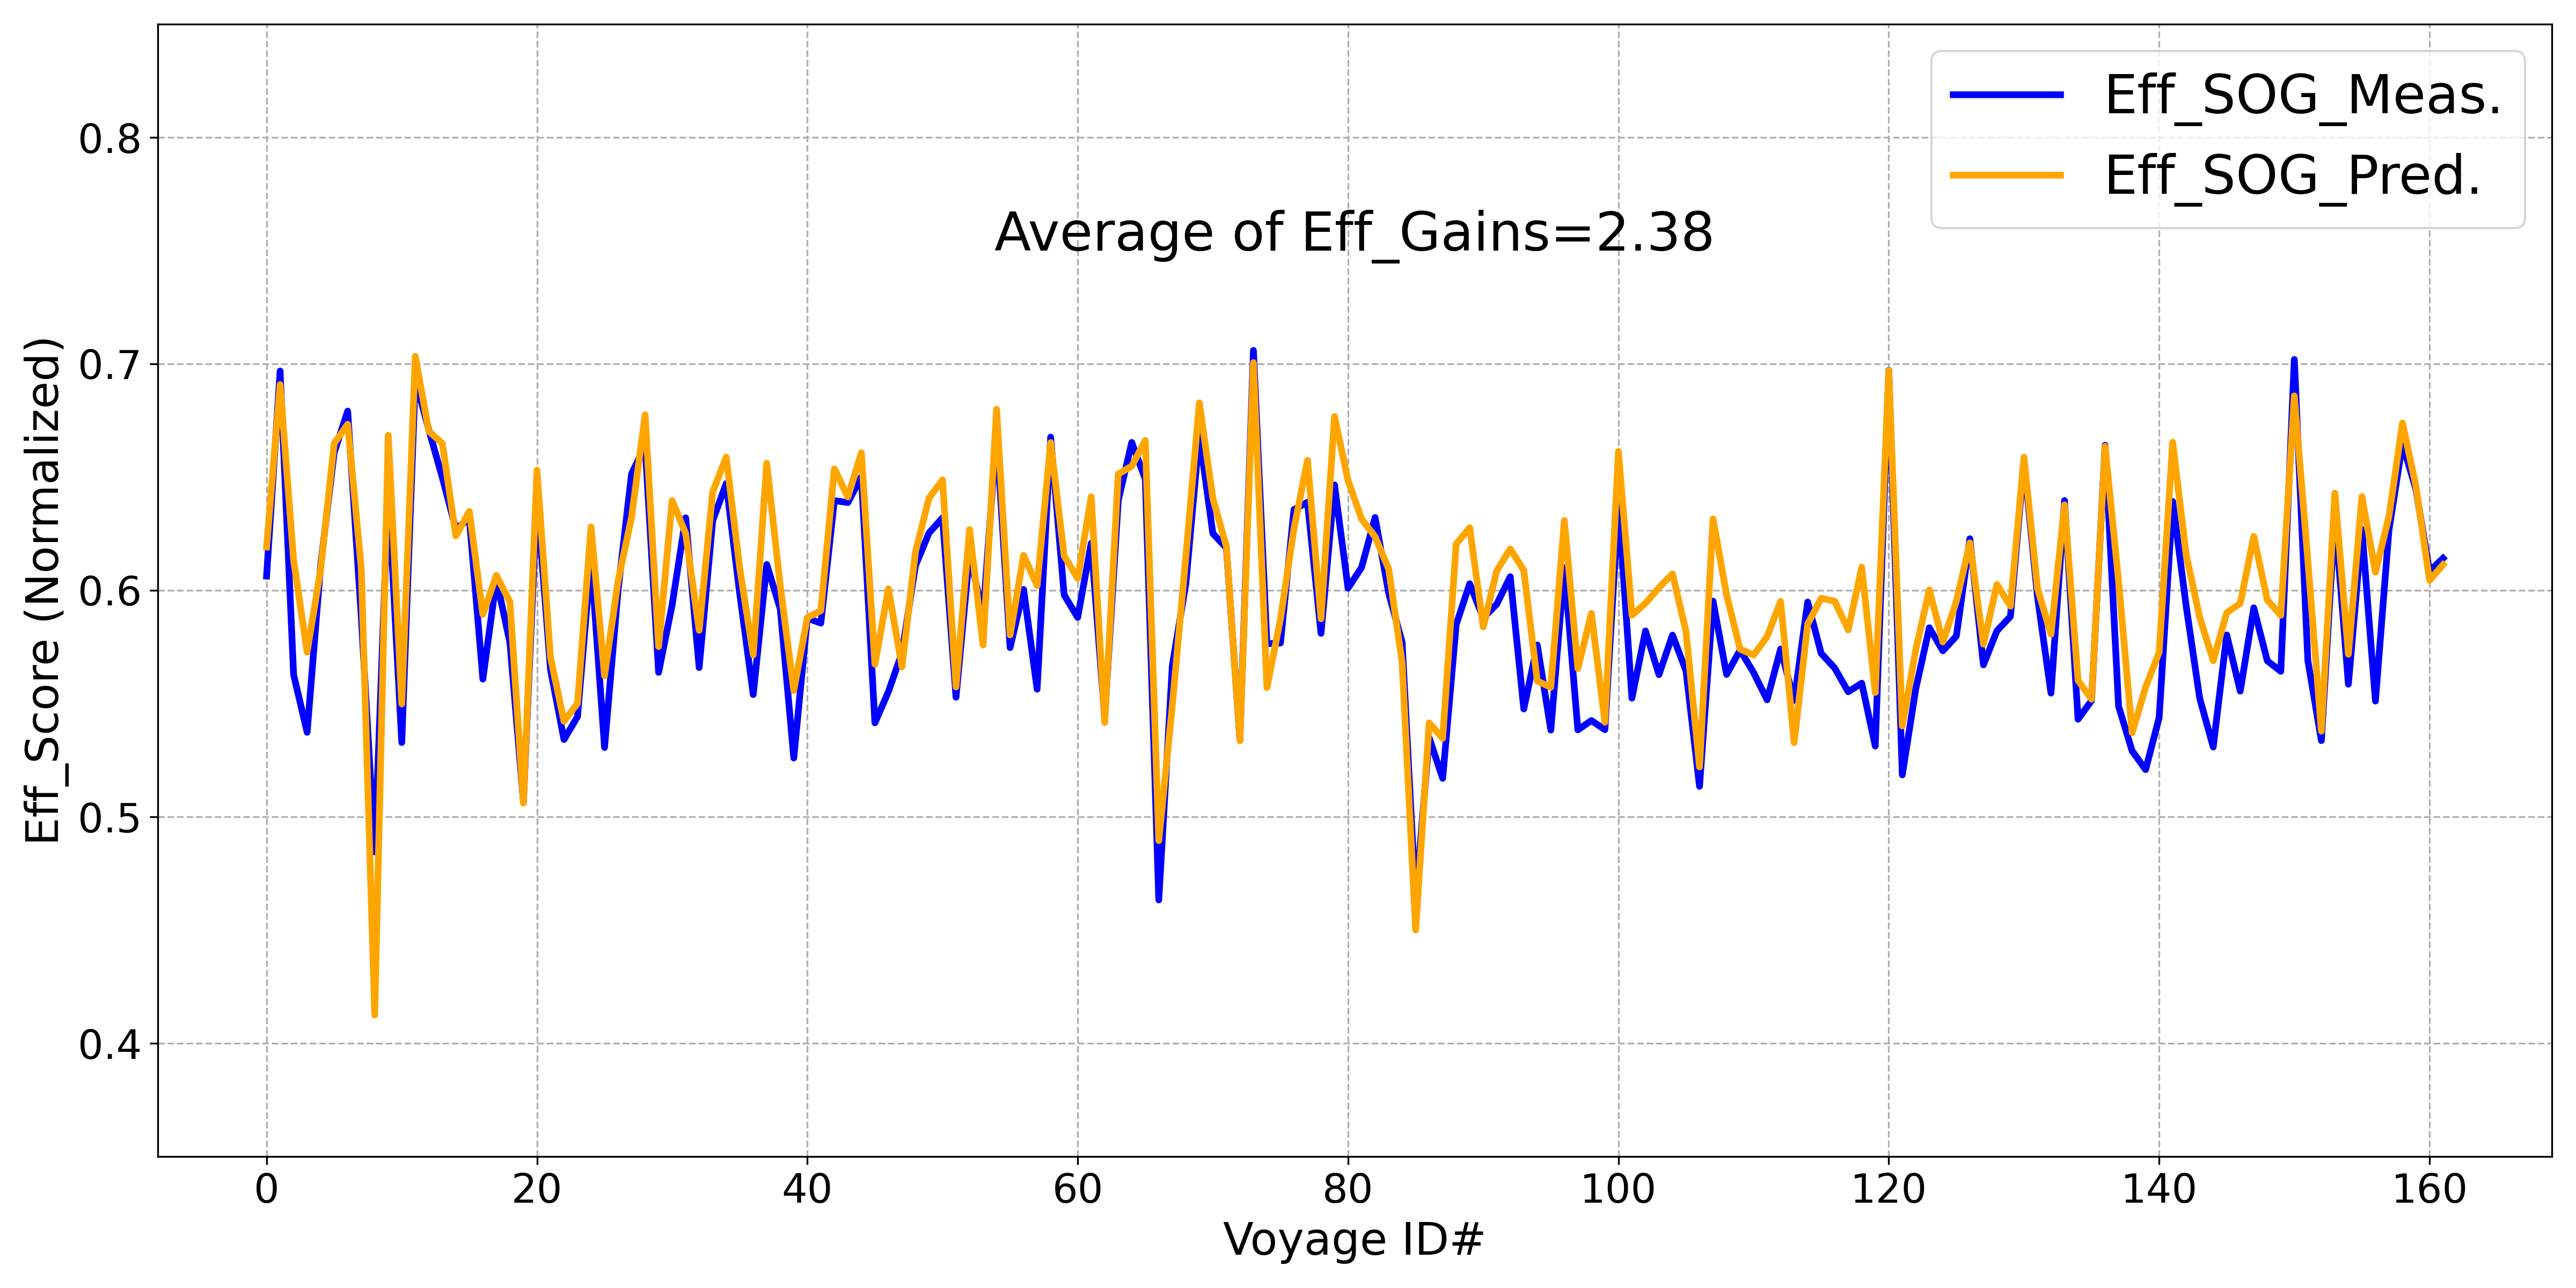 Eff_SOG_Meas.
Eff_SOG_Pred.
Average of Eff_Gains=2.38
Eff_Score (Normalized)
0.8
0.7
0.6
0.5
0.4
0 20 40 60 80 100 120 140 160
Voyage ID#